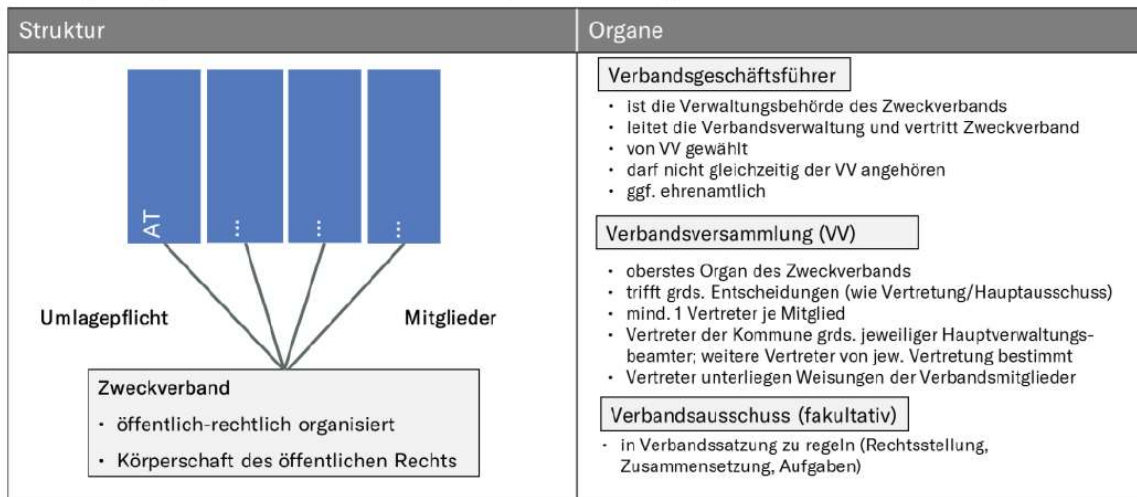 Struktur
Organe
AT
...
...
...
Umlagepflicht
Mitglieder
Zweckverband
• öffentlich-rechtlich organisiert
• Körperschaft des öffentlichen Rechts
Verbandsgeschäftsführer
• ist die Verwaltungsbehörde des Zweckverbands
• leitet die Verbandsverwaltung und vertritt Zweckverband
• von VV gewählt
• darf nicht gleichzeitig der VV angehören
• ggf. ehrenamtlich
Verbandsversammlung (VV)
• oberstes Organ des Zweckverbands
• trifft grds. Entscheidungen (wie Vertretung/Hauptausschuss)
• mind. 1 Vertreter je Mitglied
• Vertreter der Kommune grds. jeweiliger Hauptverwaltungs-
beamter; weitere Vertreter von jew. Vertretung bestimmt
• Vertreter unterliegen Weisungen der Verbandsmitglieder
Verbandsausschuss (fakultativ)
• in Verbandssatzung zu regeln (Rechtsstellung,
Zusammensetzung, Aufgaben)